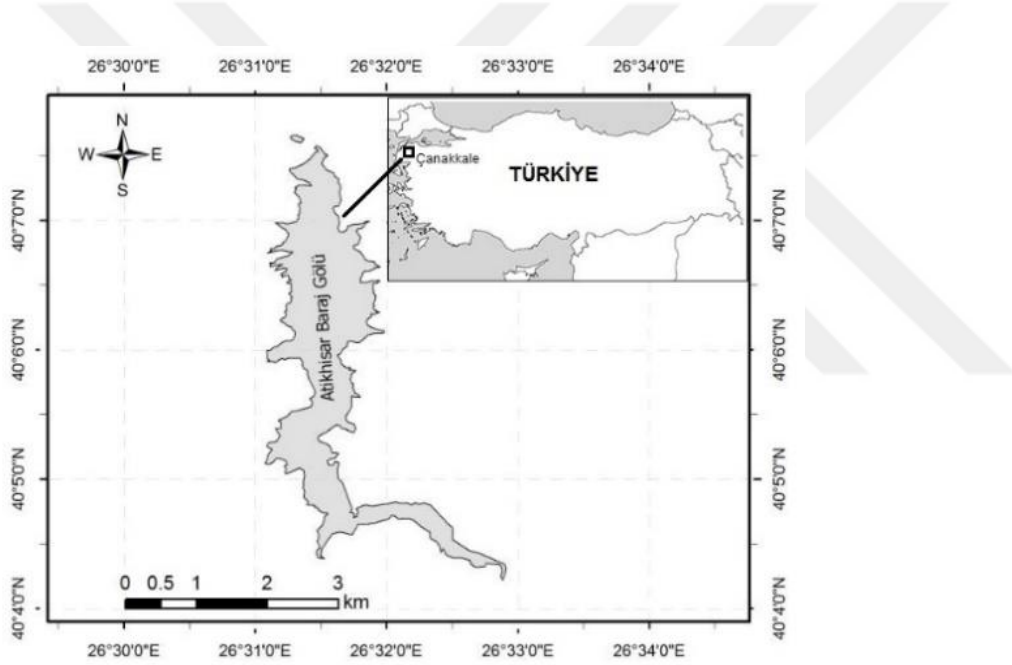 26°30'0"E 26°31'0"E 26°32'0"E 26°33'0"E 26°34'0"E
N
W E
S
Çanakkale
TÜRKİYE
40°7'0"N 40°7'0"N
Atikhisar Baraj Gölü
40°6'0"N 40°6'0"N
40°5'0"N 40°5'0"N
0 0.5 1 2 3
km
40°4'0"N 40°4'0"N
26°30'0"E 26°31'0"E 26°32'0"E 26°33'0"E 26°34'0"E